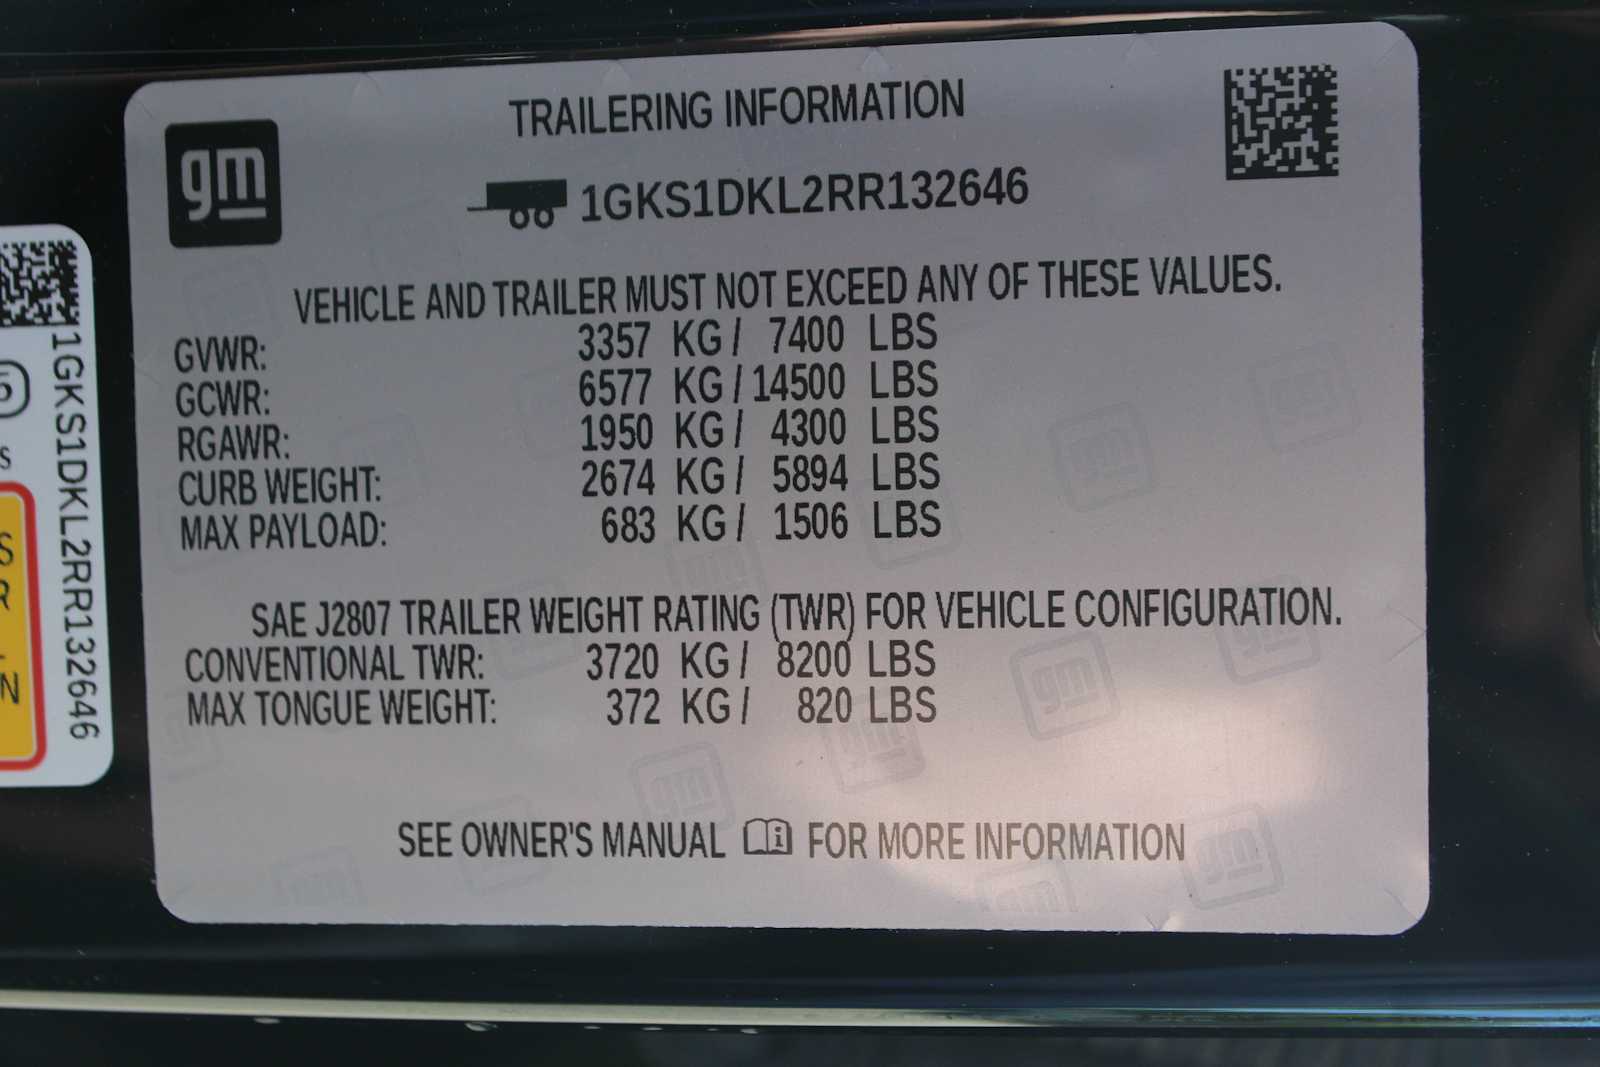 gm
TRAILERING INFORMATION
1GKS1DKL2RR132646
VEHICLE AND TRAILER MUST NOT EXCEED ANY OF THESE VALUES.
GVWR: 3357 KG / 7400 LBS
GCWR: 6577 KG / 14500 LBS
RGAWR: 1950 KG / 4300 LBS
CURB WEIGHT: 2674 KG / 5894 LBS
MAX PAYLOAD: 683 KG / 1506 LBS
SAE J2807 TRAILER WEIGHT RATING (TWR) FOR VEHICLE CONFIGURATION.
CONVENTIONAL TWR: 3720 KG / 8200 LBS
MAX TONGUE WEIGHT: 372 KG / 820 LBS
SEE OWNER'S MANUAL i FOR MORE INFORMATION
1GKS1DKL2RR132646